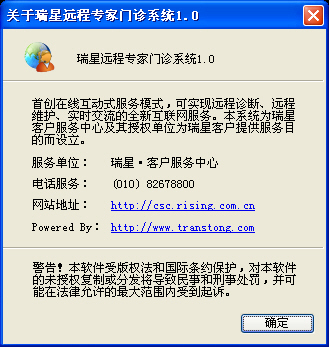 关于瑞星远程专家门诊系统1.0
瑞星远程专家门诊系统1.0
首创在线互动式服务模式，可实现远程诊断、远程
维护、实时交流的全新互联网服务。本系统为瑞星
客户服务中心及其授权单位为瑞星客户提供服务目
的而设立。
服务单位： 瑞星·客户服务中心
电话服务： (010) 82678800
网站地址： http://csc.rising.com.cn
Powered By： http://www.transtong.com
警告！本软件受版权法和国际条约保护，对本软件
的未授权复制或分发将导致民事和刑事处罚，并可
能在法律允许的最大范围内受到起诉。
确定